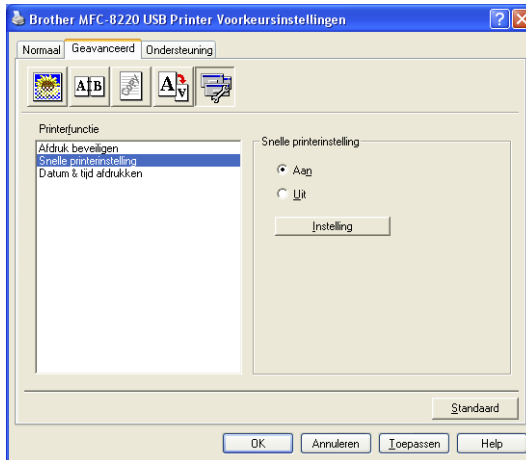 Brother MFC-8220 USB Printer Voorkeursinstellingen
Normaal Geavanceerd Ondersteuning
Printerfunctie
Afdruk beveiligen
Snelle printerinstelling
Datum & tijd afdrukken
Snelle printerinstelling
Aan
Uit
Instelling
Standaard
OK Annuleren Toepassen Help